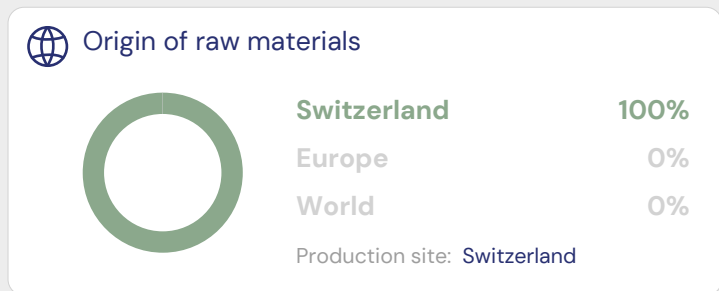 Origin of raw materials
Switzerland 100%
Europe 0%
World 0%
Production site: Switzerland